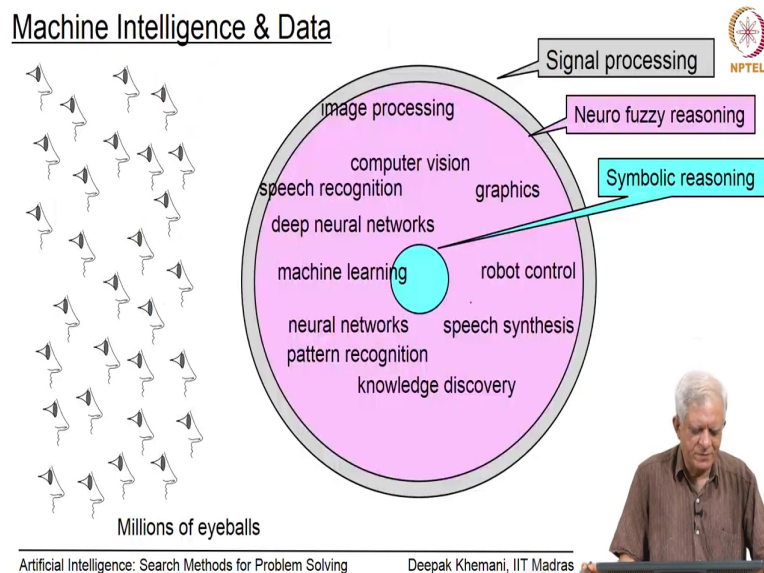 Machine Intelligence & Data
NPTEL
Signal processing
Neuro fuzzy reasoning
Symbolic reasoning
image processing
computer vision
speech recognition
graphics
deep neural networks
machine learning
robot control
neural networks
speech synthesis
pattern recognition
knowledge discovery
Millions of eyeballs
Artificial Intelligence: Search Methods for Problem Solving
Deepak Khemani, IIT Madras